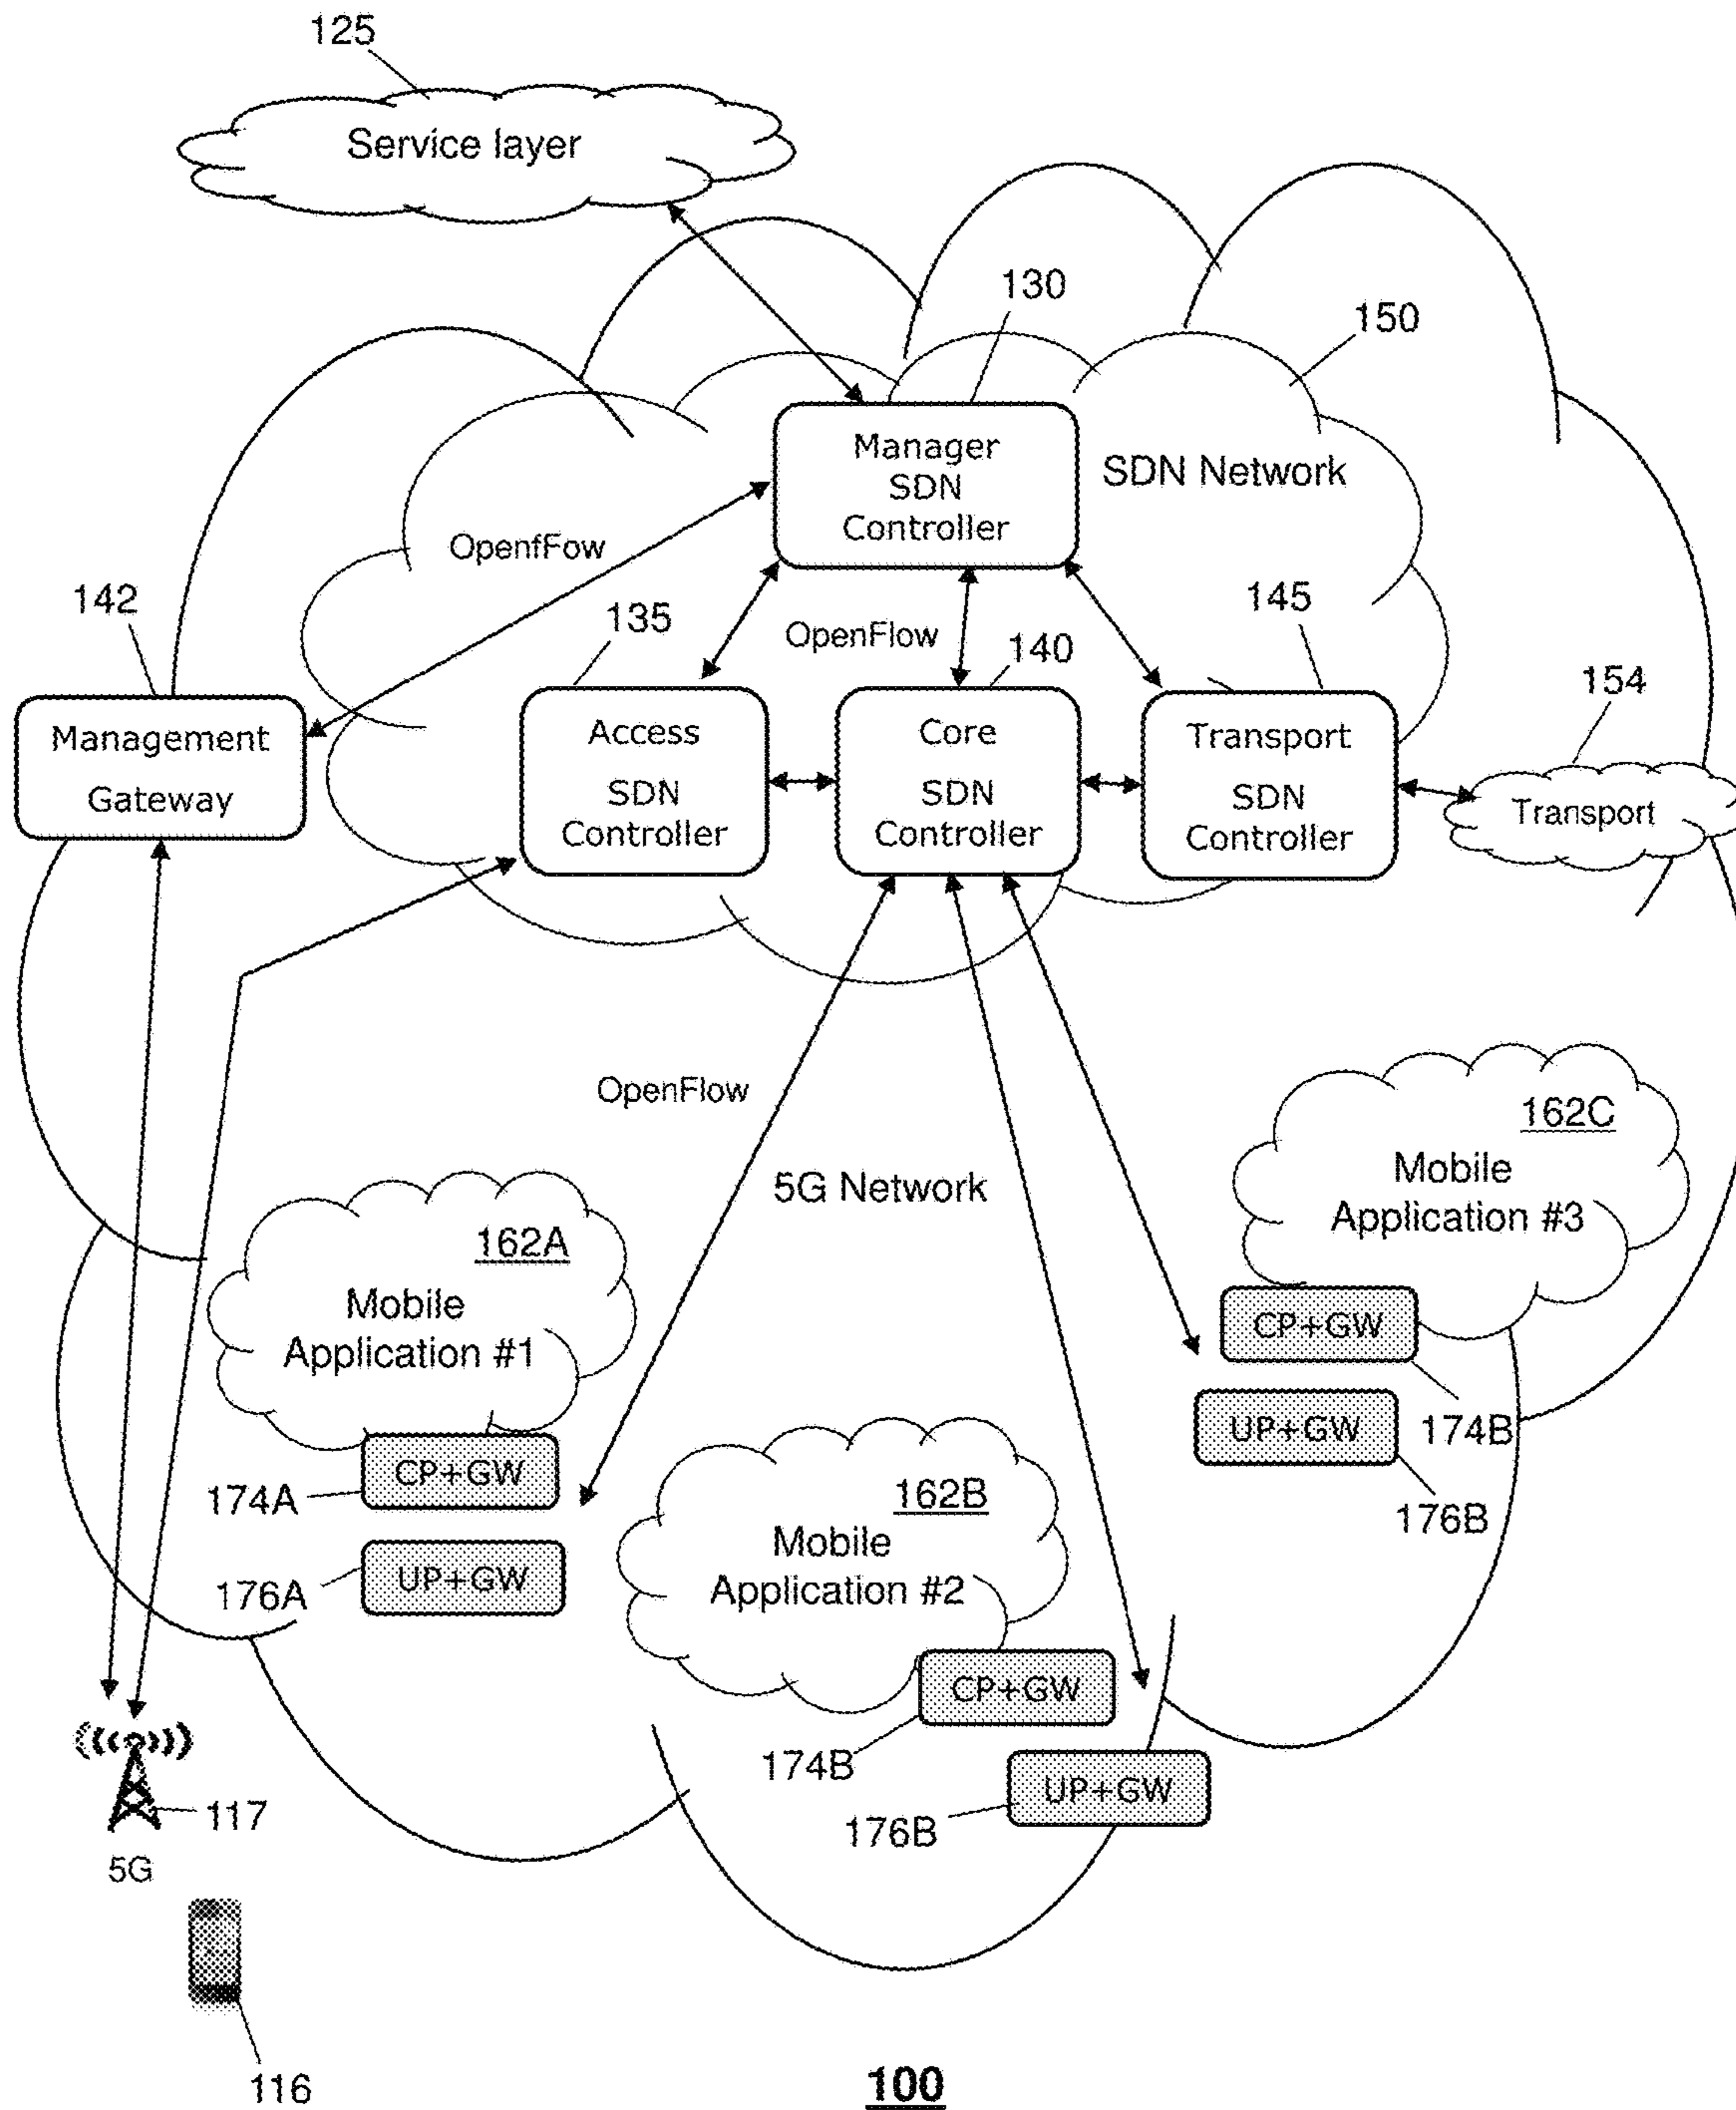 125
Service layer
130
150
Manager
SDN
Controller
SDN Network
OpenfFow
142
135
OpenFlow
140
145
154
Management
Gateway
Access
SDN
Controller
Core
SDN
Controller
Transport
SDN
Controller
Transport
OpenFlow
5G Network
162C
Mobile
Application #3
162A
Mobile
Application #1
CP+GW
174B
UP+GW
176B
CP+GW
174A
UP+GW
176A
162B
Mobile
Application #2
CP+GW
174B
UP+GW
176B
117
5G
116
100